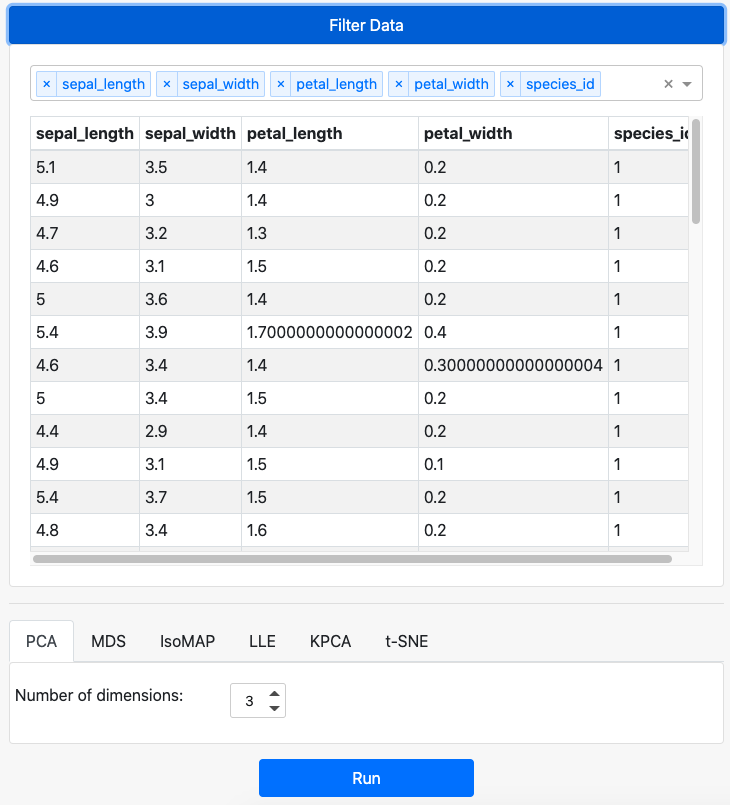 Filter Data
× sepal_length × sepal_width × petal_length × petal_width × species_id ×
sepal_length sepal_width petal_length petal_width species_id
5.1 3.5 1.4 0.2 1
4.9 3 1.4 0.2 1
4.7 3.2 1.3 0.2 1
4.6 3.1 1.5 0.2 1
5 3.6 1.4 0.2 1
5.4 3.9 1.7000000000000002 0.4 1
4.6 3.4 1.4 0.30000000000000004 1
5 3.4 1.5 0.2 1
4.4 2.9 1.4 0.2 1
4.9 3.1 1.5 0.1 1
5.4 3.7 1.5 0.2 1
4.8 3.4 1.6 0.2 1
PCA MDS IsoMAP LLE KPCA t-SNE
Number of dimensions: 3
Run